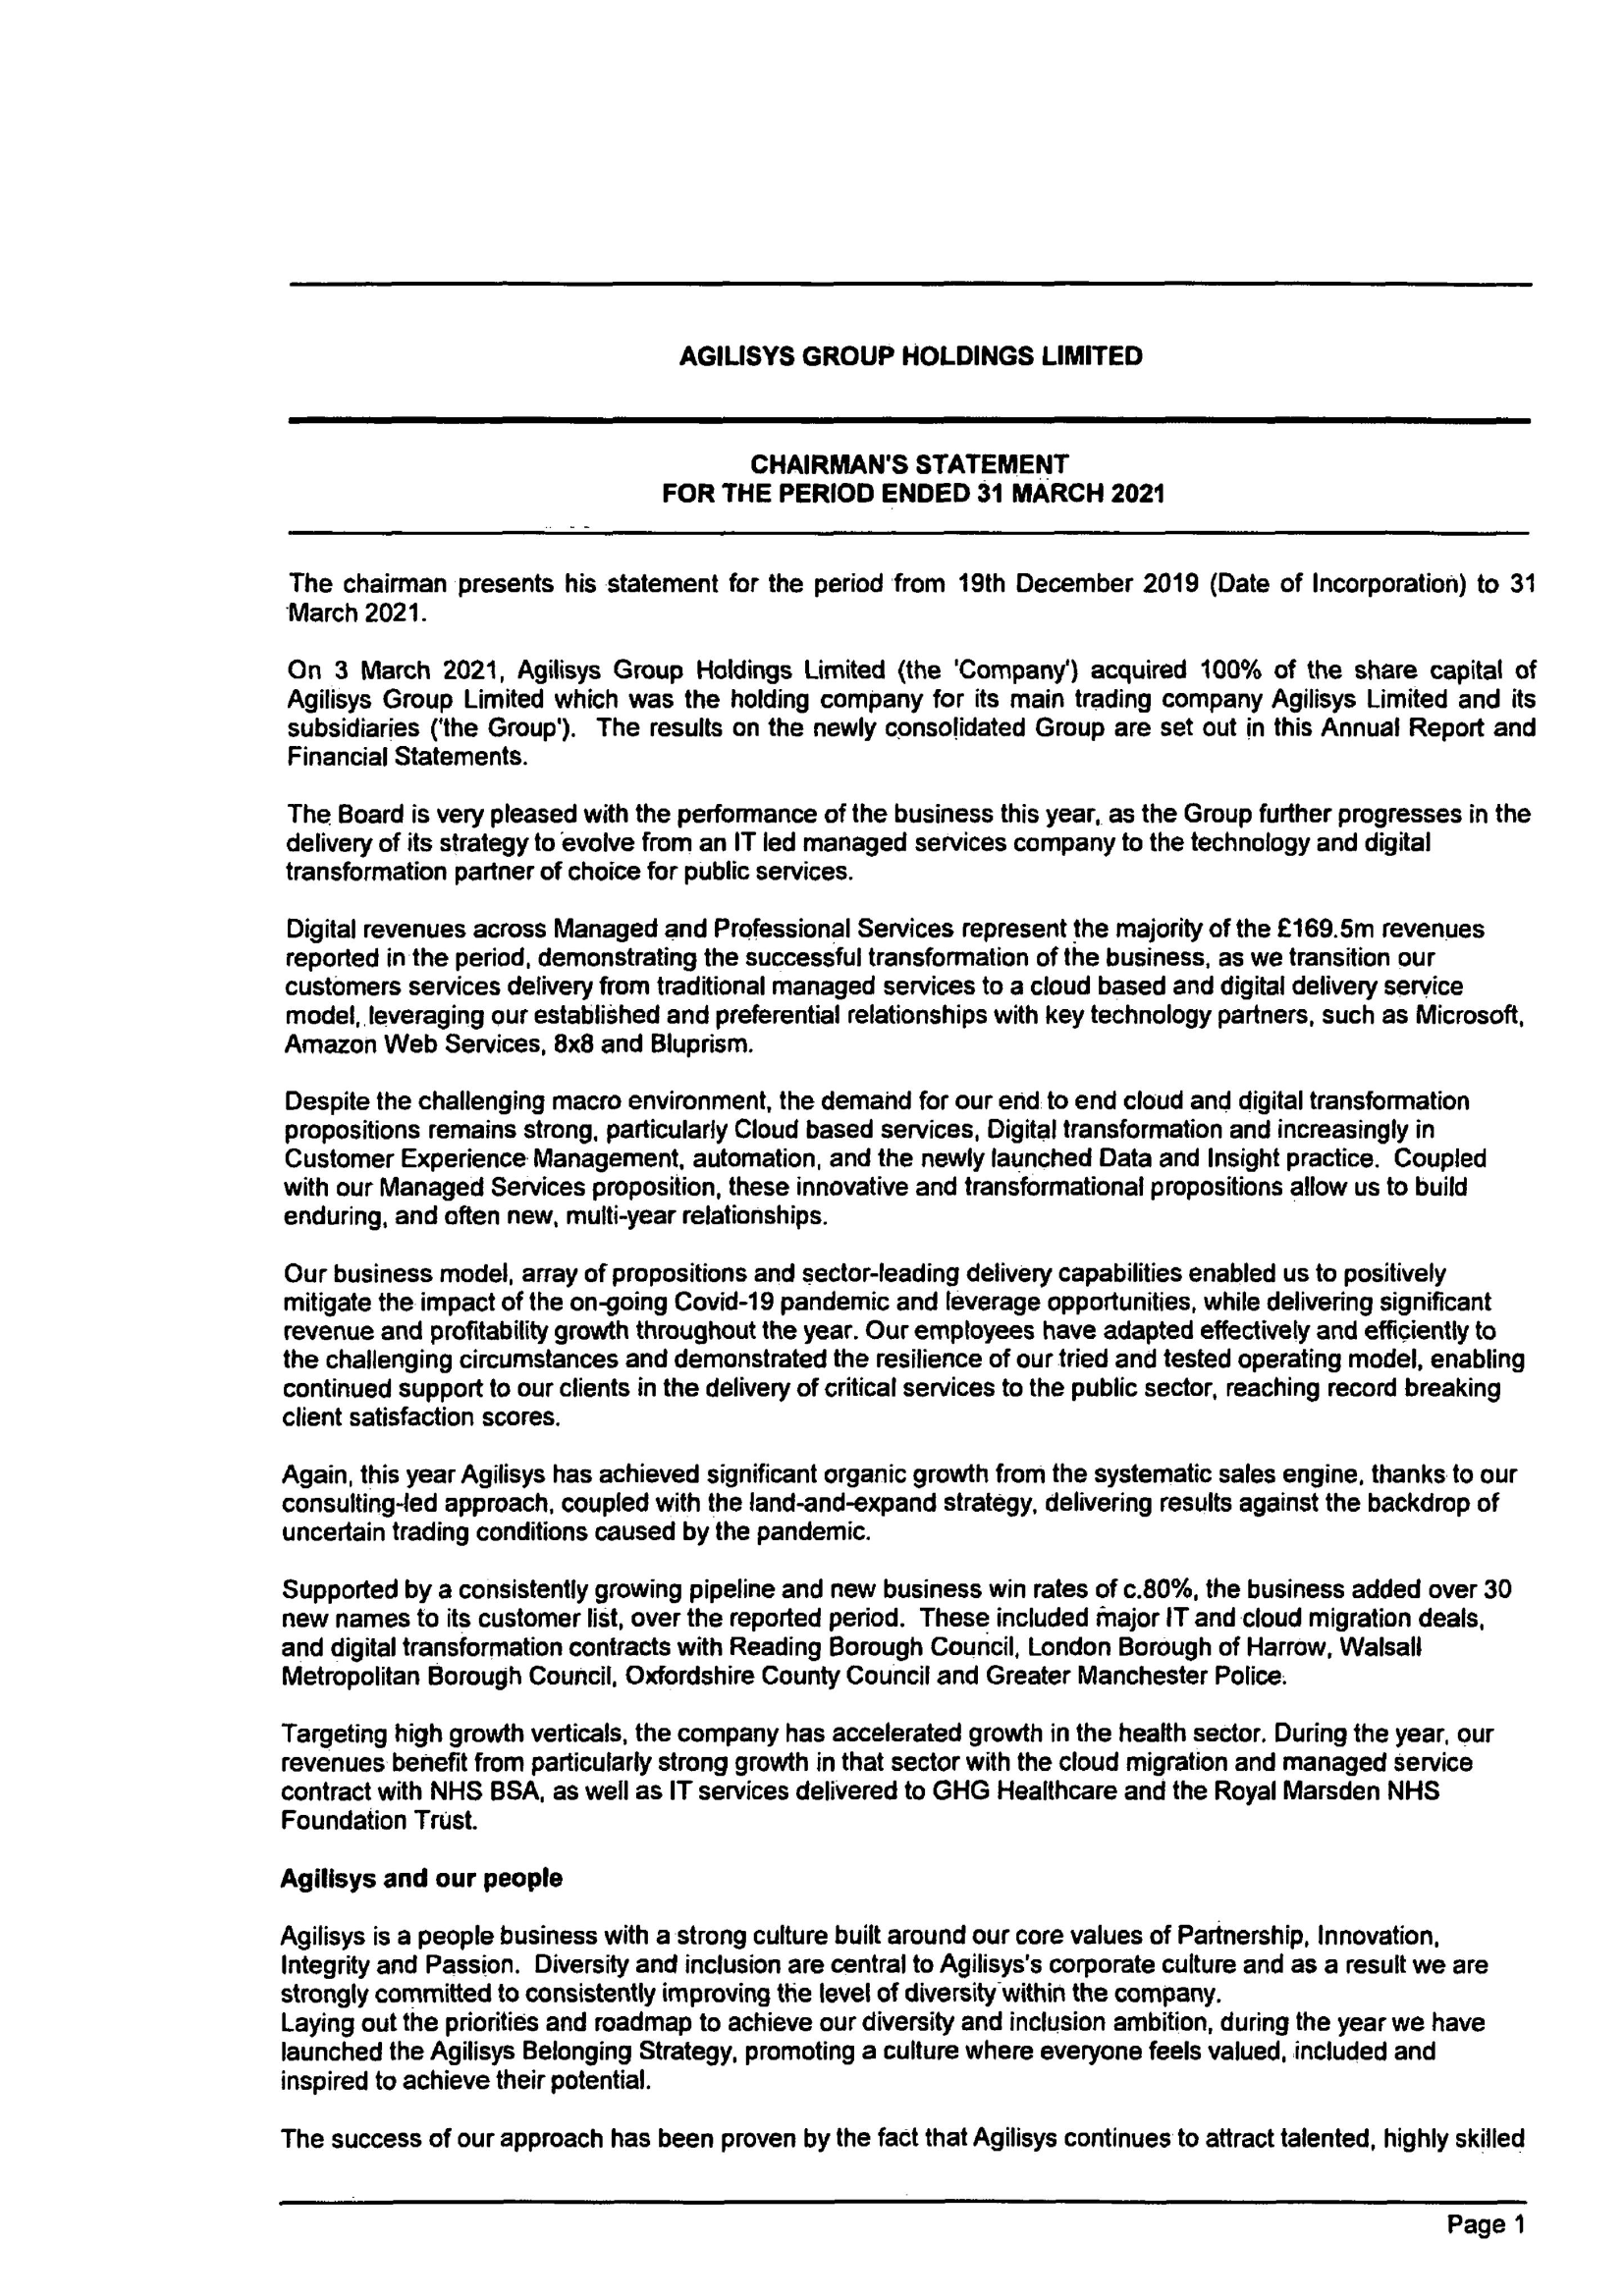 AGILISYS GROUP HOLDINGS LIMITED
CHAIRMAN'S STATEMENT
FOR THE PERIOD ENDED 31 MARCH 2021
The chairman presents his statement for the period from 19th December 2019 (Date of Incorporation) to 31
March 2021.
On 3 March 2021, Agilisys Group Holdings Limited (the 'Company') acquired 100% of the share capital of
Agilisys Group Limited which was the holding company for its main trading company Agilisys Limited and its
subsidiaries ('the Group'). The results on the newly consolidated Group are set out in this Annual Report and
Financial Statements.
The Board is very pleased with the performance of the business this year, as the Group further progresses in the
delivery of its strategy to evolve from an IT led managed services company to the technology and digital
transformation partner of choice for public services.
Digital revenues across Managed and Professional Services represent the majority of the £169.5m revenues
reported in the period, demonstrating the successful transformation of the business, as we transition our
customers services delivery from traditional managed services to a cloud based and digital delivery service
model, leveraging our established and preferential relationships with key technology partners, such as Microsoft,
Amazon Web Services, 8x8 and Bluprism.
Despite the challenging macro environment, the demand for our end to end cloud and digital transformation
propositions remains strong, particularly Cloud based services, Digital transformation and increasingly in
Customer Experience Management, automation, and the newly launched Data and Insight practice. Coupled
with our Managed Services proposition, these innovative and transformational propositions allow us to build
enduring, and often new, multi-year relationships.
Our business model, array of propositions and sector-leading delivery capabilities enabled us to positively
mitigate the impact of the on-going Covid-19 pandemic and leverage opportunities, while delivering significant
revenue and profitability growth throughout the year. Our employees have adapted effectively and efficiently to
the challenging circumstances and demonstrated the resilience of our tried and tested operating model, enabling
continued support to our clients in the delivery of critical services to the public sector, reaching record breaking
client satisfaction scores.
Again, this year Agilisys has achieved significant organic growth from the systematic sales engine, thanks to our
consulting-led approach, coupled with the land-and-expand strategy, delivering results against the backdrop of
uncertain trading conditions caused by the pandemic.
Supported by a consistently growing pipeline and new business win rates of c.80%, the business added over 30
new names to its customer list, over the reported period. These included major IT and cloud migration deals,
and digital transformation contracts with Reading Borough Council, London Borough of Harrow, Walsall
Metropolitan Borough Council, Oxfordshire County Council and Greater Manchester Police.
Targeting high growth verticals, the company has accelerated growth in the health sector. During the year, our
revenues benefit from particularly strong growth in that sector with the cloud migration and managed service
contract with NHS BSA, as well as IT services delivered to GHG Healthcare and the Royal Marsden NHS
Foundation Trust.
Agilisys and our people
Agilisys is a people business with a strong culture built around our core values of Partnership, Innovation,
Integrity and Passion. Diversity and inclusion are central to Agilisys's corporate culture and as a result we are
strongly committed to consistently improving the level of diversity within the company.
Laying out the priorities and roadmap to achieve our diversity and inclusion ambition, during the year we have
launched the Agilisys Belonging Strategy, promoting a culture where everyone feels valued, included and
inspired to achieve their potential.
The success of our approach has been proven by the fact that Agilisys continues to attract talented, highly skilled
Page 1